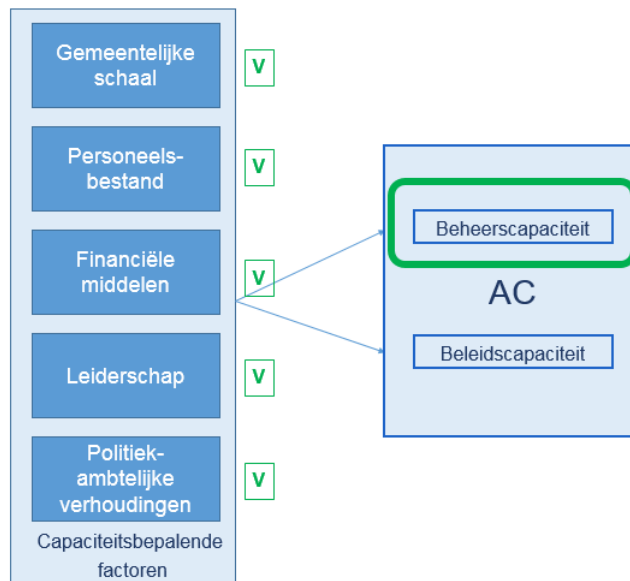 Gemeentelijke
schaal
V
Personeels-
bestand
V
Financiële
middelen
V
Leiderschap
V
Politiek-
ambtelijke
verhoudingen
V
Capaciteitsbepalende
factoren
Beheerscapaciteit
AC
Beleidscapaciteit